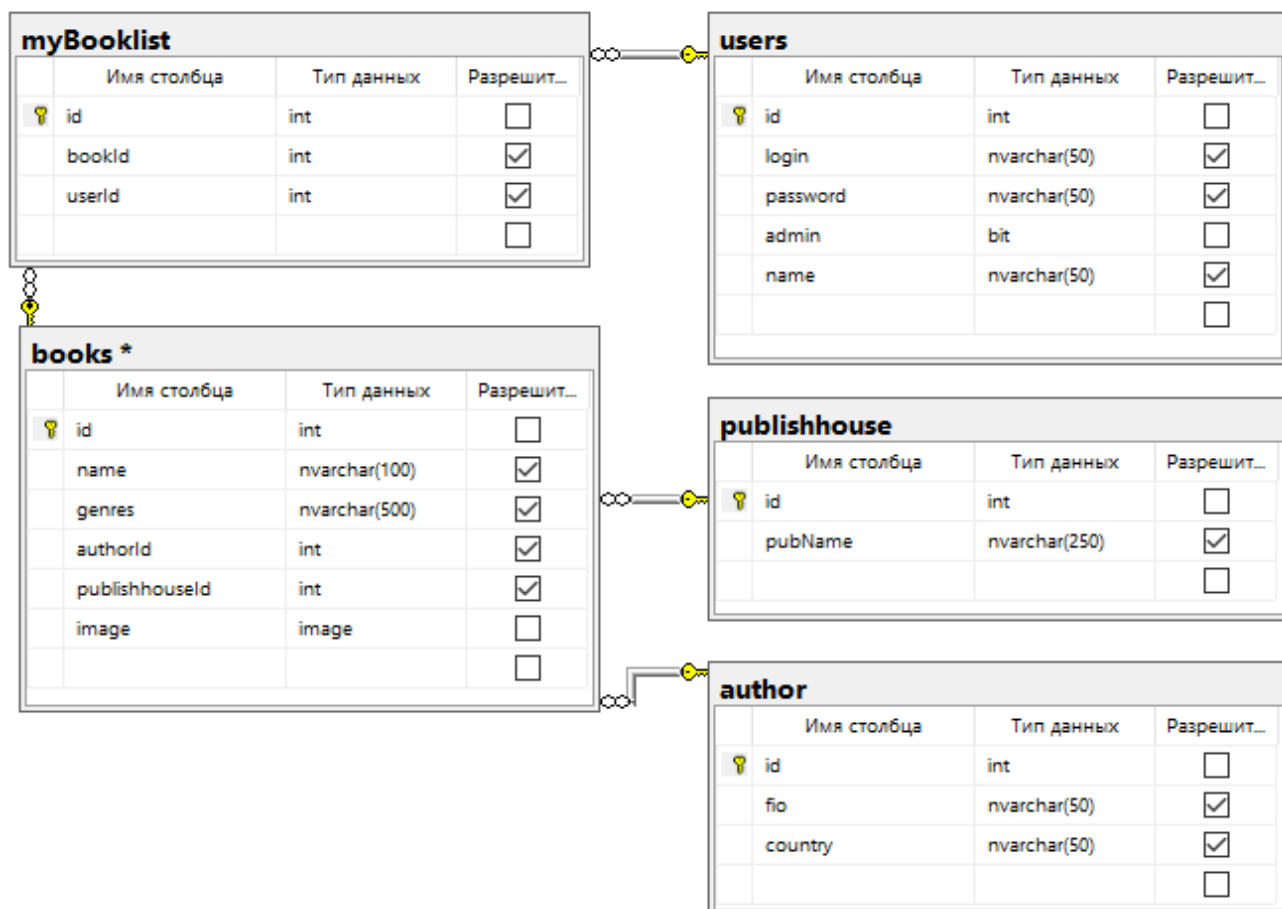 myBooklist
Имя столбца Тип данных Разрешит...
id int
bookId int
userId int
users
Имя столбца Тип данных Разрешит...
id int
login nvarchar(50)
password nvarchar(50)
admin bit
name nvarchar(50)
books *
Имя столбца Тип данных Разрешит...
id int
name nvarchar(100)
genres nvarchar(500)
authorId int
publishhouseId int
image image
publishhouse
Имя столбца Тип данных Разрешит...
id int
pubName nvarchar(250)
author
Имя столбца Тип данных Разрешит...
id int
fio nvarchar(50)
country nvarchar(50)